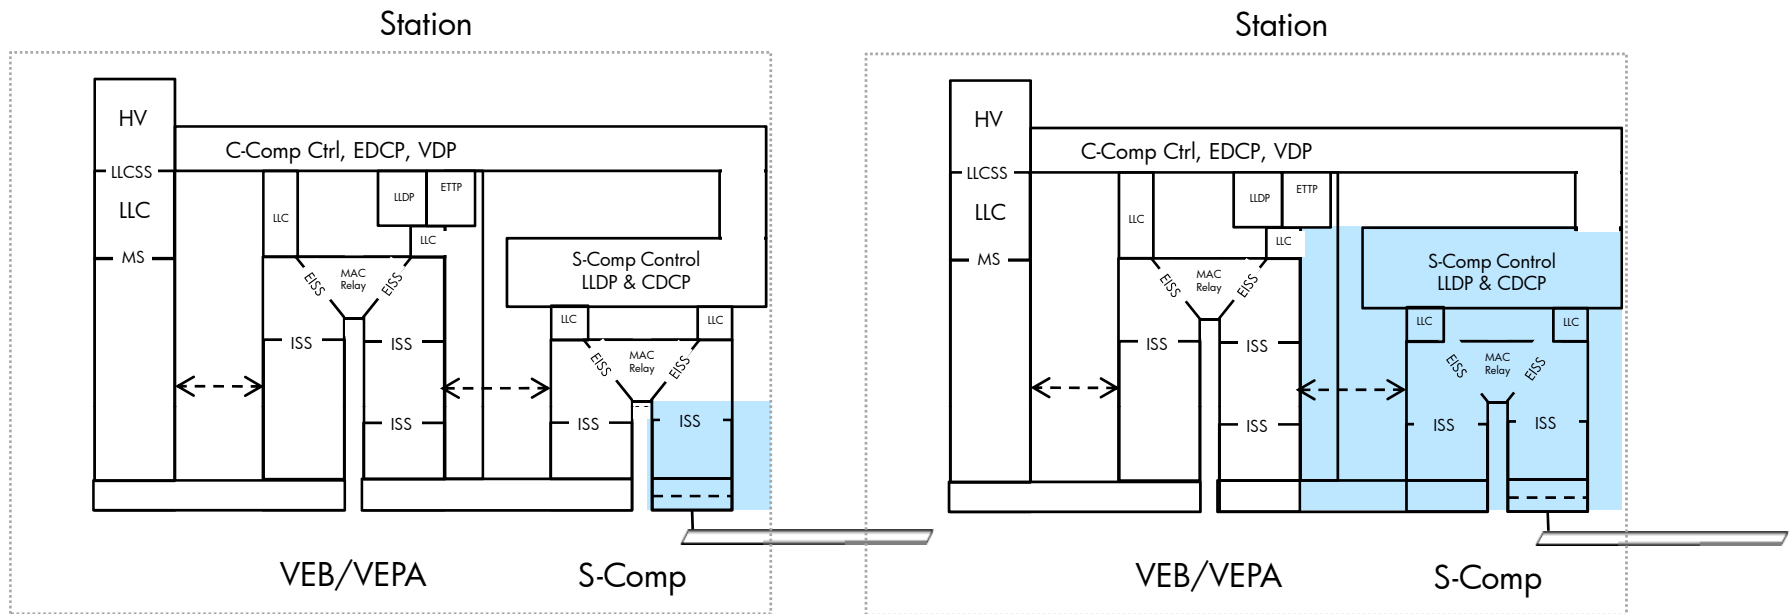 Station
HV
C-Comp Ctrl, EDCP, VDP
LLCSS
LLC
MS
LLC
LLDP
ETTP
LLC
EISS
MAC
Relay
EISS
S-Comp Control
LLDP & CDCP
LLC
LLC
ISS
ISS
EISS
MAC
Relay
EISS
ISS
ISS
ISS
VEB/VEPA
S-Comp
Station
HV
C-Comp Ctrl, EDCP, VDP
LLCSS
LLC
MS
LLC
LLDP
ETTP
LLC
EISS
MAC
Relay
EISS
S-Comp Control
LLDP & CDCP
LLC
LLC
ISS
ISS
EISS
MAC
Relay
EISS
ISS
ISS
ISS
VEB/VEPA
S-Comp